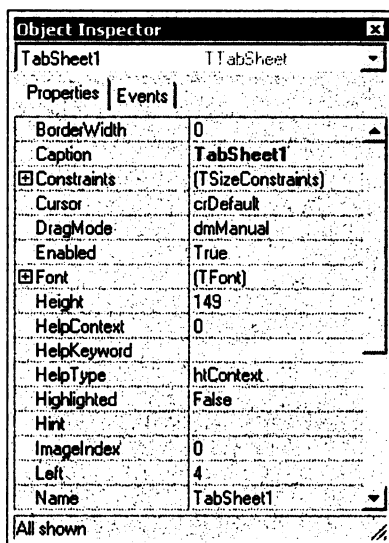 Object Inspector
TabSheet1 TTabSheet
Properties Events
BorderWidth 0
Caption TabSheet1
Constraints (TSizeConstraints)
Cursor crDefault
DragMode dmManual
Enabled True
Font (TFont)
Height 149
HelpContext 0
HelpKeyword
HelpType htContext
Highlighted False
Hint
ImageIndex 0
Left 4
Name TabSheet1
All shown